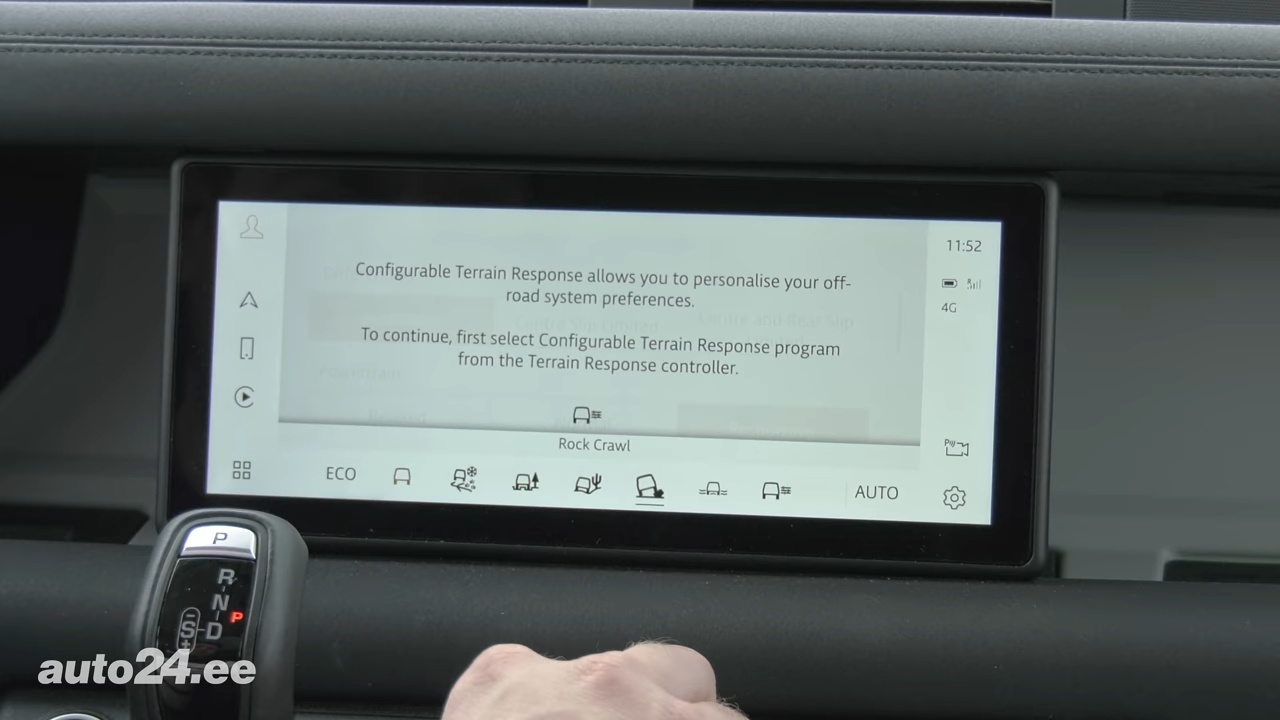 11:52
4G
Configurable Terrain Response allows you to personalise your off-
road system preferences.
To continue, first select Configurable Terrain Response program
from the Terrain Response controller.
Rock Crawl
ECO
AUTO
P
R
N
P
S
D
auto24.ee